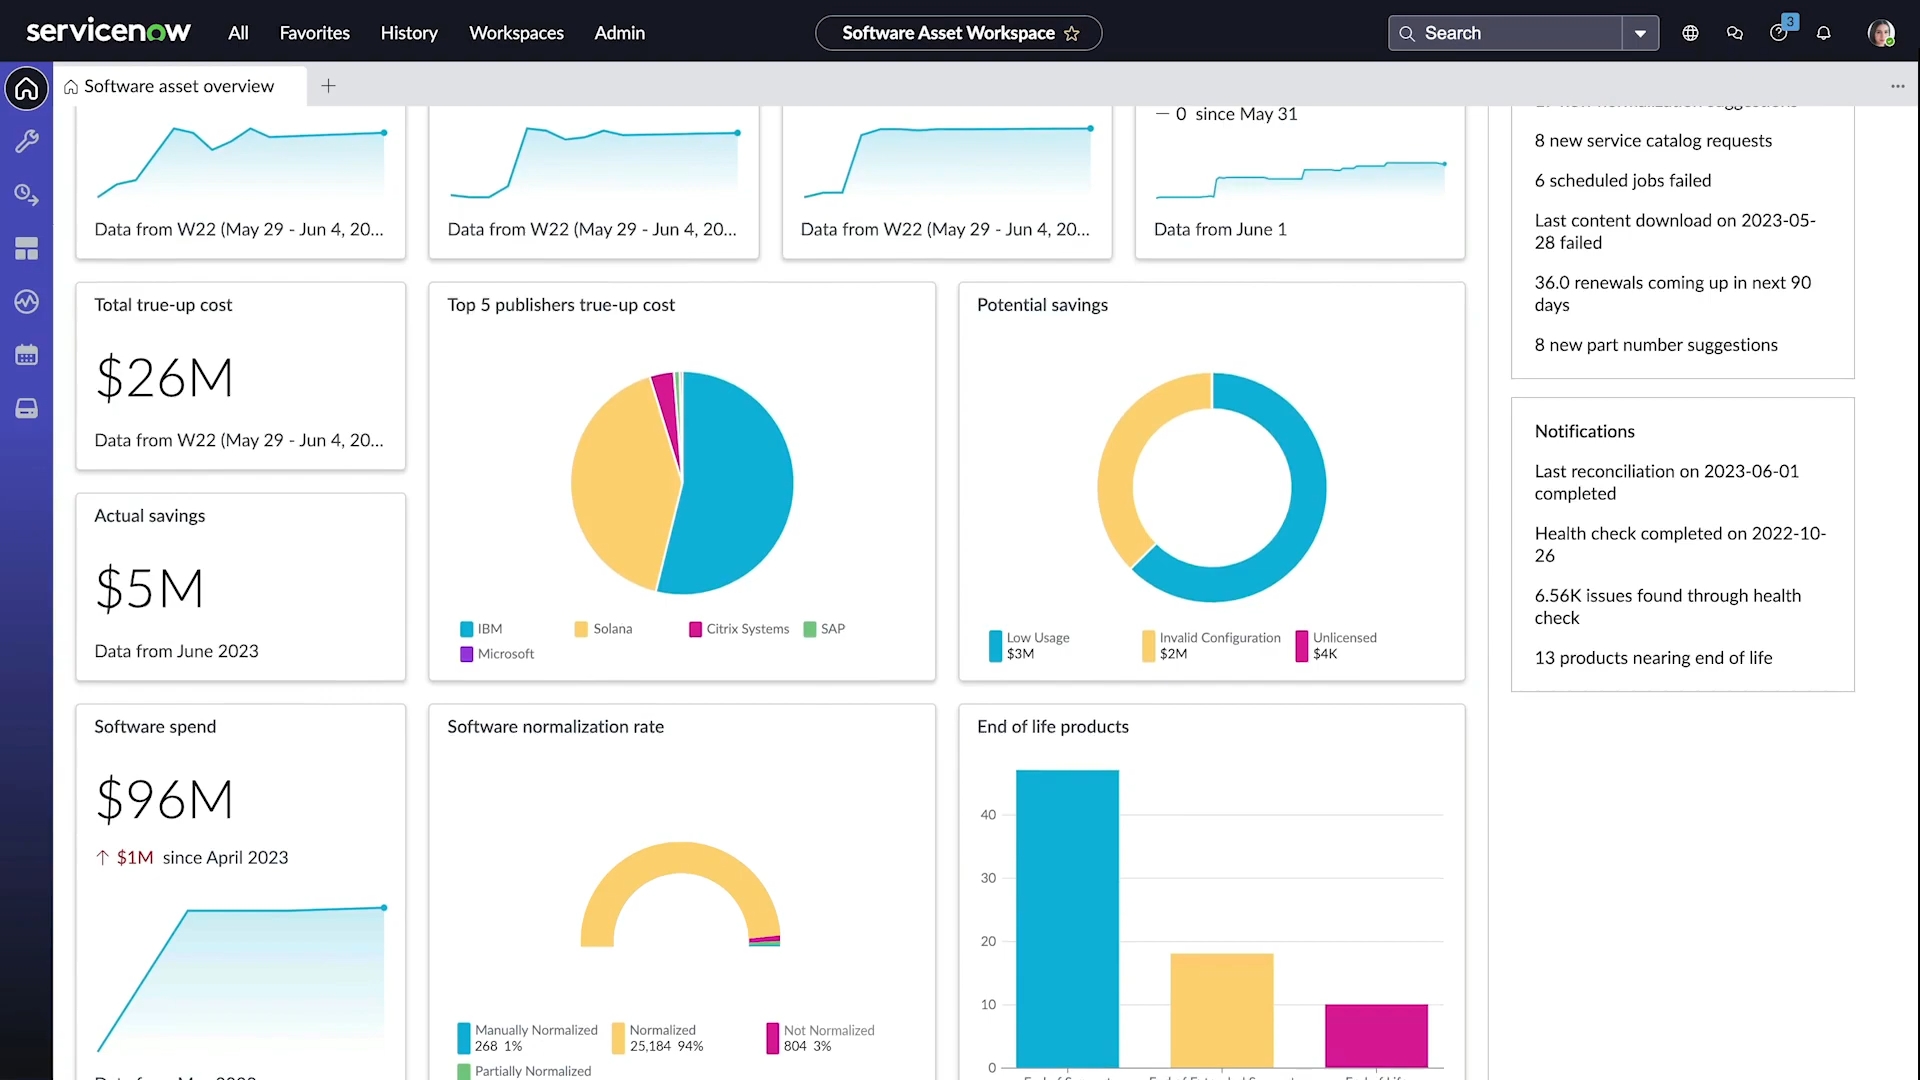 servicenow
All
Favorites
History
Workspaces
Admin
Software Asset Workspace
Search
3
Software asset overview
0 since May 31
Data from W22 (May 29 - Jun 4, 20...
Data from W22 (May 29 - Jun 4, 20...
Data from W22 (May 29 - Jun 4, 20...
Data from June 1
8 new service catalog requests
6 scheduled jobs failed
Last content download on 2023-05-
28 failed
36.0 renewals coming up in next 90
days
8 new part number suggestions
Total true-up cost
$26M
Data from W22 (May 29 - Jun 4, 20...
Top 5 publishers true-up cost
IBM
Solana
Citrix Systems
SAP
Microsoft
Potential savings
Low Usage
$3M
Invalid Configuration
$2M
Unlicensed
$4K
Notifications
Last reconciliation on 2023-06-01
completed
Health check completed on 2022-10-
26
6.56K issues found through health
check
13 products nearing end of life
Actual savings
$5M
Data from June 2023
Software spend
$96M
$1M since April 2023
Software normalization rate
Manually Normalized
268 1%
Normalized
25,184 94%
Not Normalized
804 3%
Partially Normalized
End of life products
40
30
20
10
0